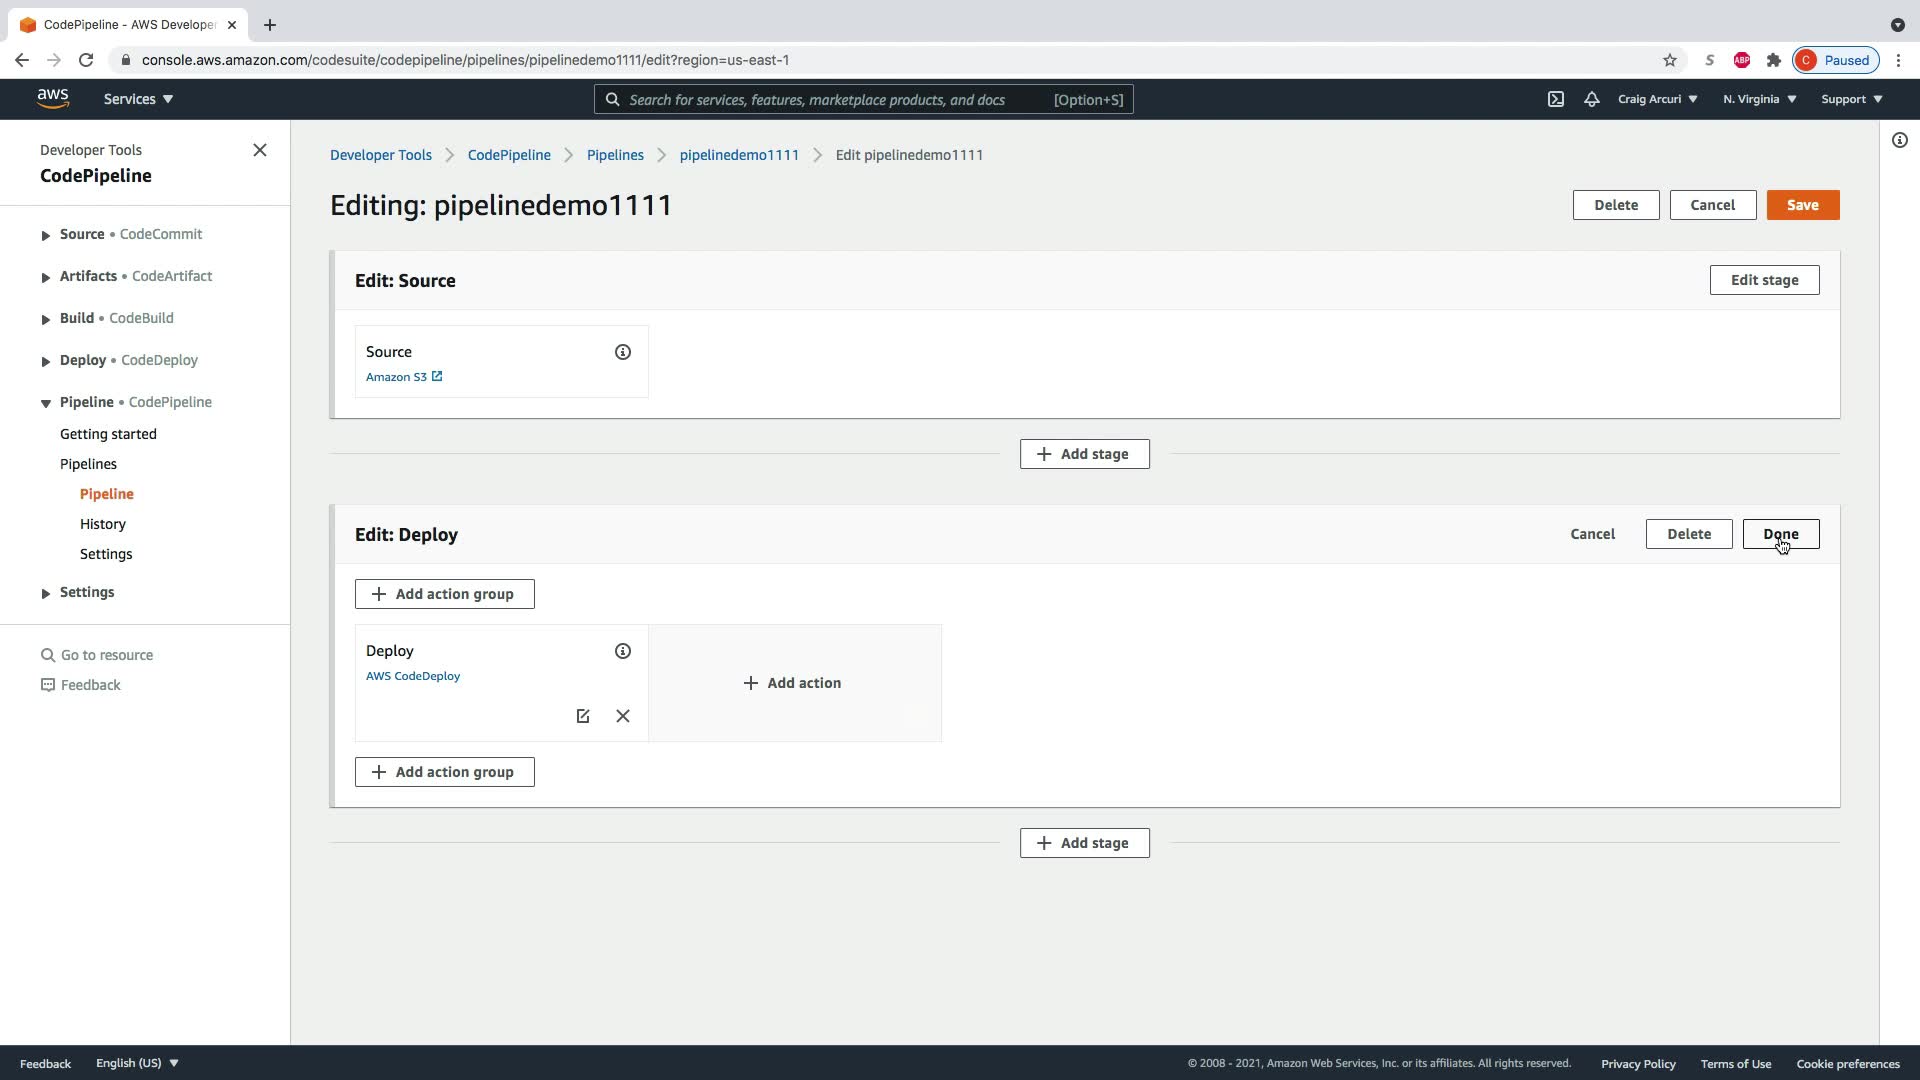 CodePipeline - AWS Developer
console.aws.amazon.com/codesuite/codepipeline/pipelines/pipelinedemo1111/edit?region=us-east-1
S
ABP
C Paused
aws
Services
Search for services, features, marketplace products, and docs [Option+S]
Craig Arcuri
N. Virginia
Support
Developer Tools
CodePipeline
Source • CodeCommit
Artifacts • CodeArtifact
Build • CodeBuild
Deploy • CodeDeploy
Pipeline • CodePipeline
Getting started
Pipelines
Pipeline
History
Settings
Settings
Go to resource
Feedback
Developer Tools > CodePipeline > Pipelines > pipelinedemo1111 > Edit pipelinedemo1111
Editing: pipelinedemo1111
Delete
Cancel
Save
Edit: Source
Edit stage
Source
Amazon S3
+ Add stage
Edit: Deploy
Cancel
Delete
Done
+ Add action group
Deploy
AWS CodeDeploy
+ Add action
+ Add action group
+ Add stage
Feedback
English (US)
© 2008 - 2021, Amazon Web Services, Inc. or its affiliates. All rights reserved.
Privacy Policy
Terms of Use
Cookie preferences